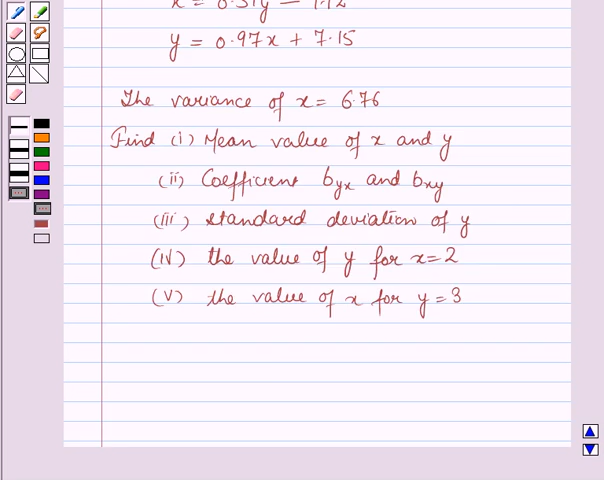 y = 0.97x + 7.15
The variance of x = 6.76
Find (i) Mean value of x and y
(ii) Coefficient byx and bxy
(iii) standard deviation of y
(IV) the value of y for x=2
(V) the value of x for y = 3